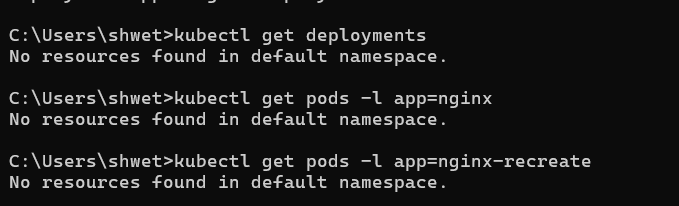 C:\Users\shwet>kubectl get deployments
No resources found in default namespace.
C:\Users\shwet>kubectl get pods -l app=nginx
No resources found in default namespace.
C:\Users\shwet>kubectl get pods -l app=nginx-recreate
No resources found in default namespace.